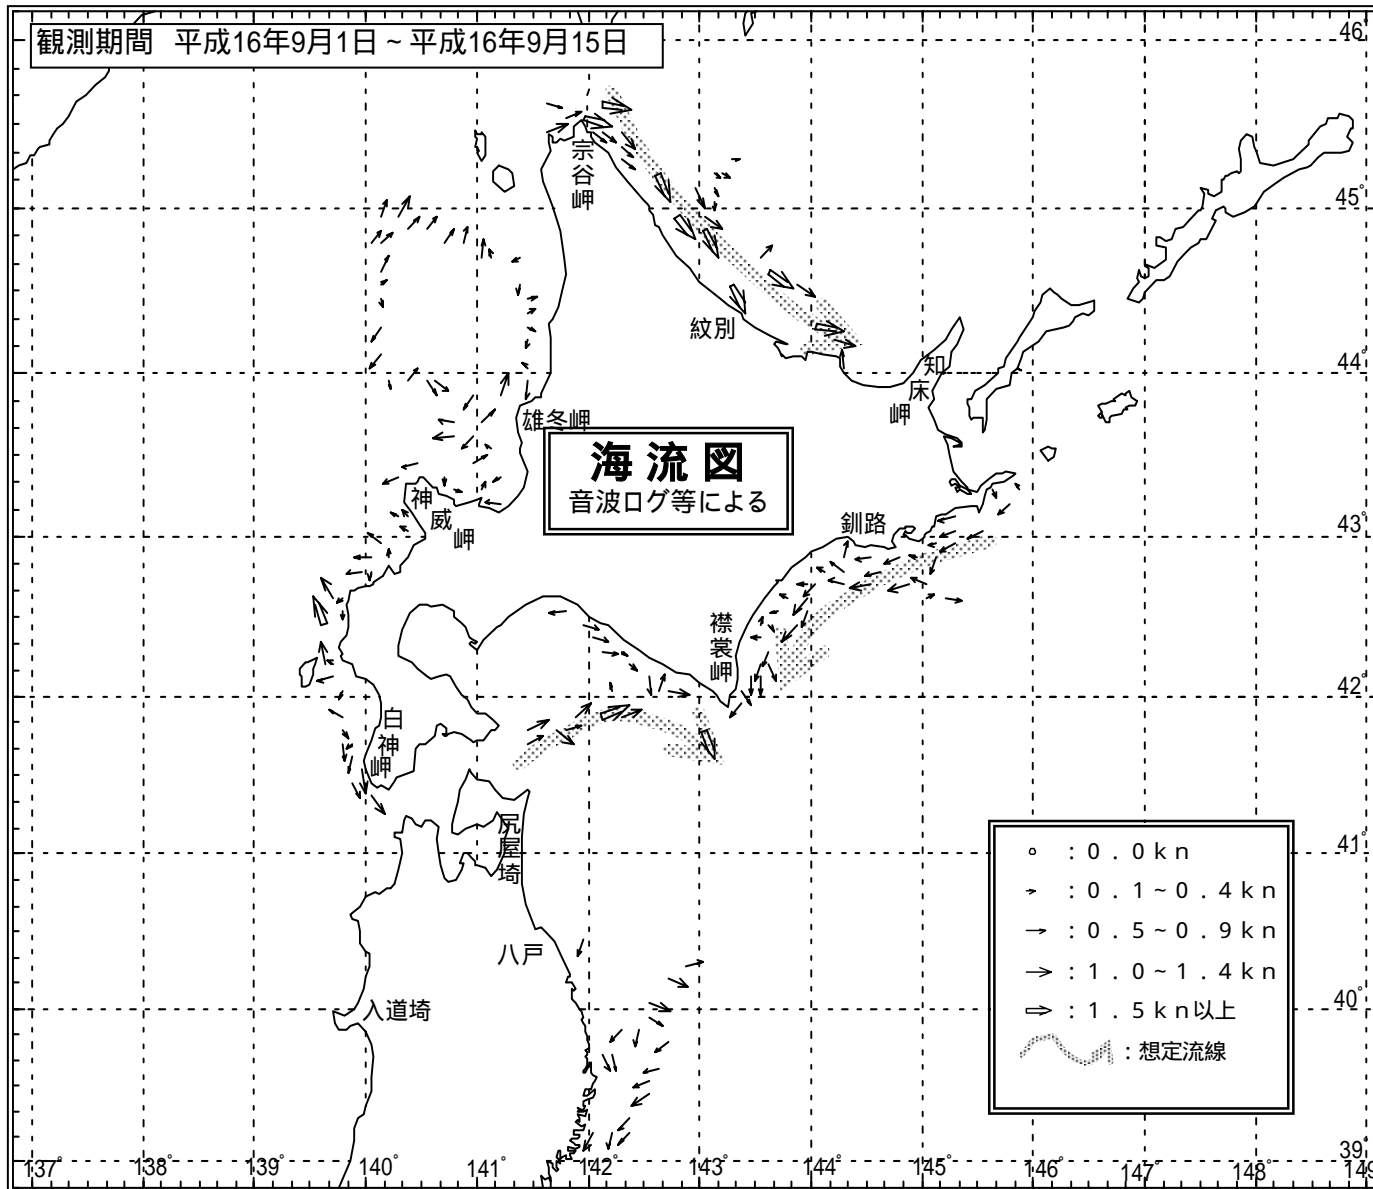 観測期間 平成16年9月1日~平成16年9月15日
46°
宗谷岬
45°
紋別
44°
知床岬
雄冬岬
海流図
音波ログ等による
神威岬
釧路
43°
襟裳岬
42°
白神岬
尻屋埼
41°
八戸
入道埼
40°
:0.0kn
:0.1~0.4kn
:0.5~0.9kn
:1.0~1.4kn
:1.5kn以上
:想定流線
39°
137° 138° 139° 140° 141° 142° 143° 144° 145° 146° 147° 148° 149